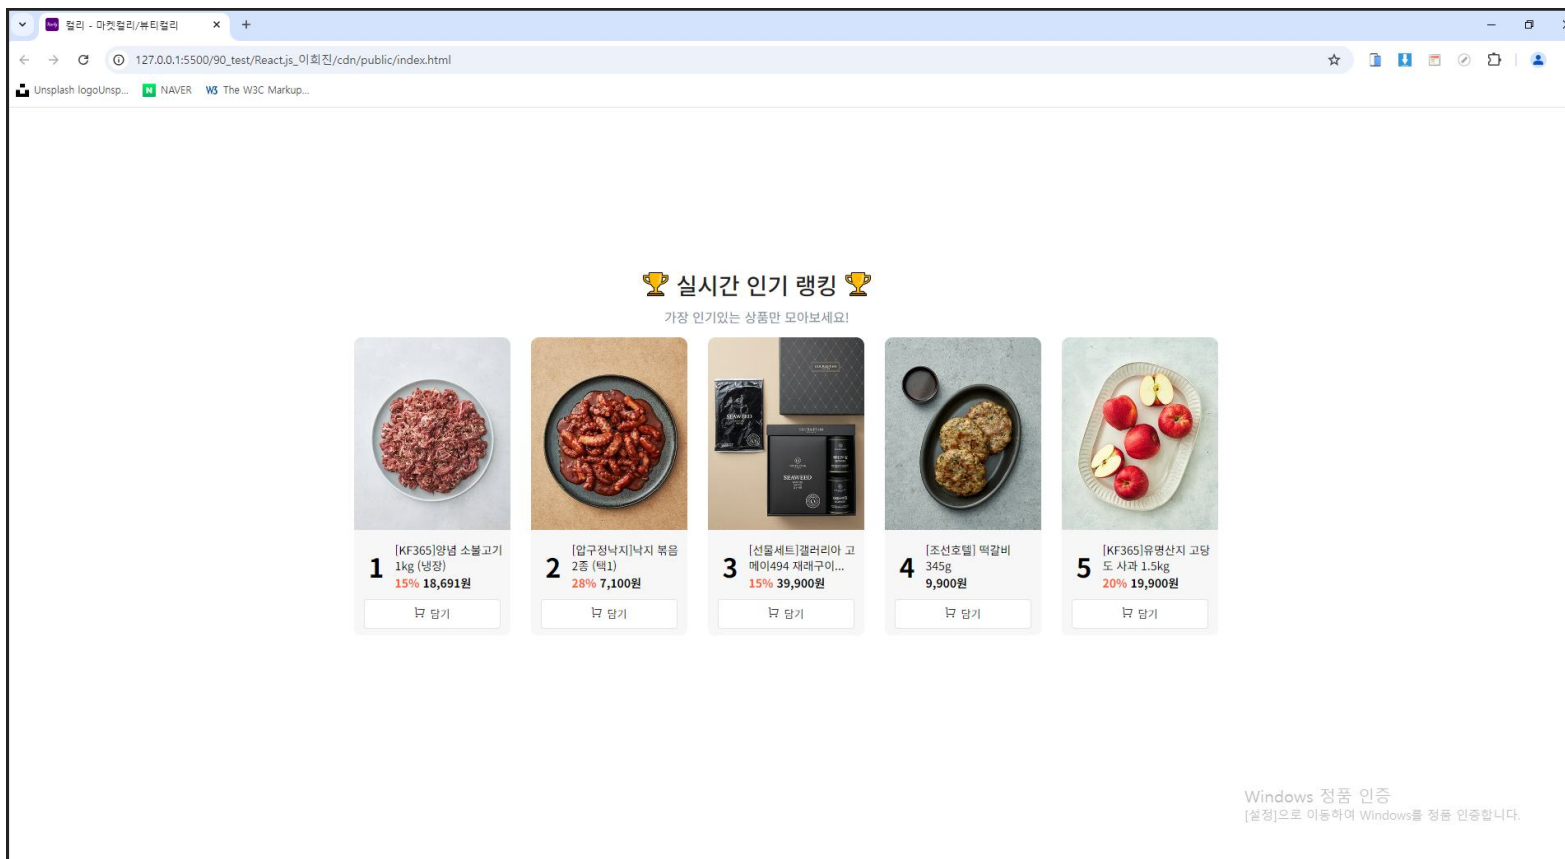 컬리 - 마켓컬리/뷰티컬리
127.0.0.1:5500/90_test/React.js_이희진/cdn/public/index.html
Unsplash logoUnsp... NAVER W3 The W3C Markup...
실시간 인기 랭킹
가장 인기있는 상품만 모아보세요!
SEAWEED
SEAWEED
1
[KF365]양념 소불고기
1kg (냉장)
15% 18,691원
담기
2
[압구정낙지]낙지 볶음
2종 (택1)
28% 7,100원
담기
3
[선물세트]갤러리아 고
메이494 재래구이...
15% 39,900원
담기
4
[조선호텔] 떡갈비
345g
9,900원
담기
5
[KF365]유명산지 고당
도 사과 1.5kg
20% 19,900원
담기
Windows 정품 인증
[설정]으로 이동하여 Windows를 정품 인증합니다.